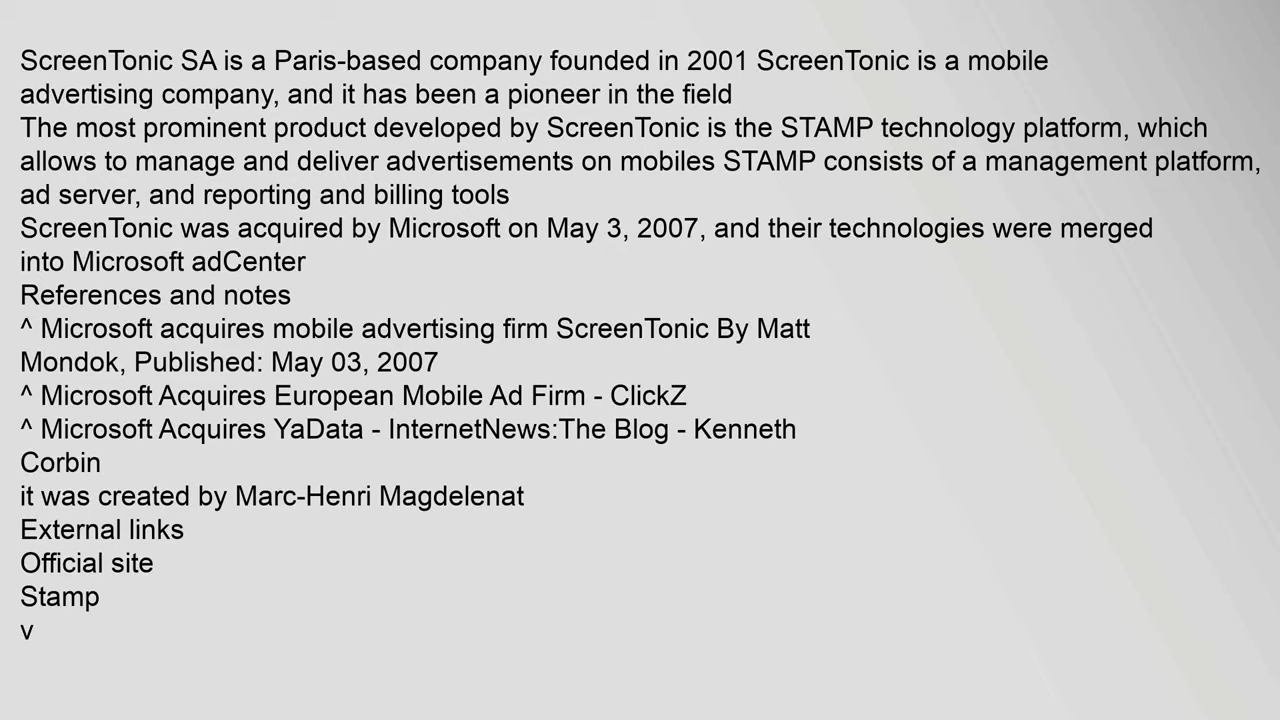 ScreenTonic SA is a Paris-based company founded in 2001 ScreenTonic is a mobile
advertising company, and it has been a pioneer in the field
The most prominent product developed by ScreenTonic is the STAMP technology platform, which
allows to manage and deliver advertisements on mobiles STAMP consists of a management platform,
ad server, and reporting and billing tools
ScreenTonic was acquired by Microsoft on May 3, 2007, and their technologies were merged
into Microsoft adCenter
References and notes
^ Microsoft acquires mobile advertising firm ScreenTonic By Matt
Mondok, Published: May 03, 2007
^ Microsoft Acquires European Mobile Ad Firm - ClickZ
^ Microsoft Acquires YaData - InternetNews:The Blog - Kenneth
Corbin
it was created by Marc-Henri Magdelenat
External links
Official site
Stamp
v